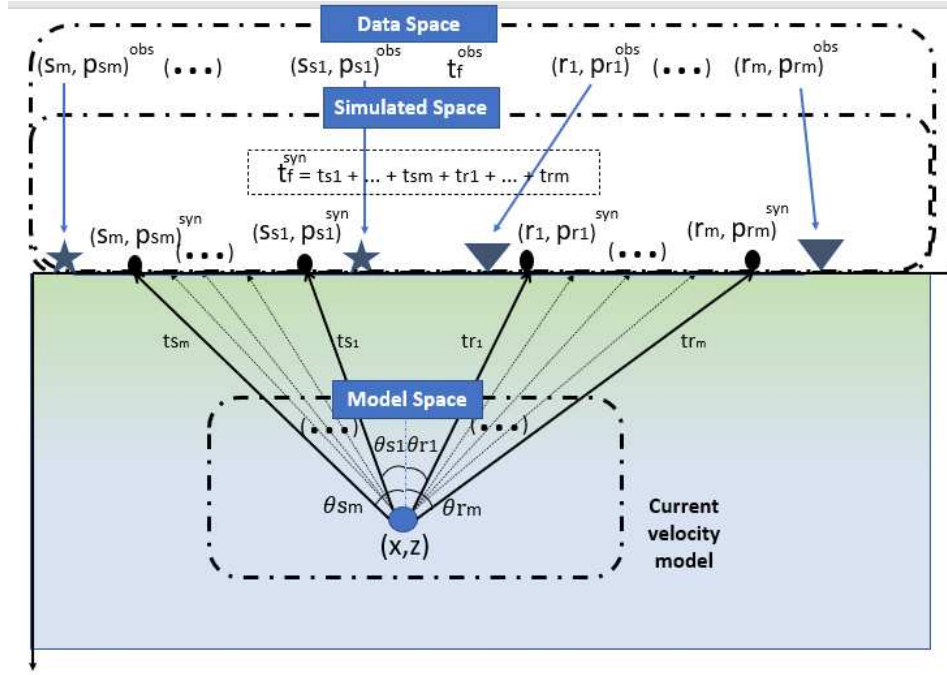 Data Space
(sm, psm)obs (...) (ss1, ps1)obs tfobs (r1, pr1)obs (...) (rm, prm)obs
Simulated Space
tfsyn = ts1 + ... + tsm + tr1 + ... + trm
(sm, psm)syn (...) (ss1, ps1)syn (r1, pr1)syn (...) (rm, prm)syn
tsm ts1 tr1 trm
Model Space
(...) (...)
θs1 θr1
θsm θrm
(x,z)
Current
velocity
model